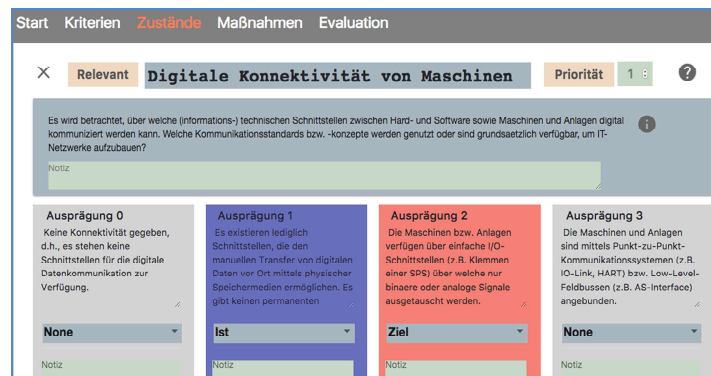 Start Kriterien Zustände Maßnahmen Evaluation
Relevant Digitale Konnektivität von Maschinen Priorität 1
Es wird betrachtet, über welche (informations-) technischen Schnittstellen zwischen Hard- und Software sowie Maschinen und Anlagen digital
kommuniziert werden kann. Welche Kommunikationsstandards bzw. -konzepte werden genutzt oder sind grundsaetzlich verfügbar, um IT-
Netzwerke aufzubauen?
Notiz
Ausprägung 0
Keine Konnektivität gegeben,
d.h., es stehen keine
Schnittstellen für die digitale
Datenkommunikation zur
Verfügung.
None
Notiz
Ausprägung 1
Es existieren lediglich
Schnittstellen, die den
manuellen Transfer von digitalen
Daten vor Ort mittels physischer
Speichermedien ermöglichen. Es
gibt keinen permanenten
Ist
Notiz
Ausprägung 2
Die Maschinen bzw. Anlagen
verfügen über einfache I/O-
Schnittstellen (z.B. Klemmen
einer SPS) über welche nur
binaere oder analoge Signale
ausgetauscht werden.
Ziel
Notiz
Ausprägung 3
Die Maschinen und Anlagen
sind mittels Punkt-zu-Punkt-
Kommunikationssystemen (z.B.
IO-Link, HART) bzw. Low-Level-
Feldbussen (z.B. AS-Interface)
angebunden.
None
Notiz